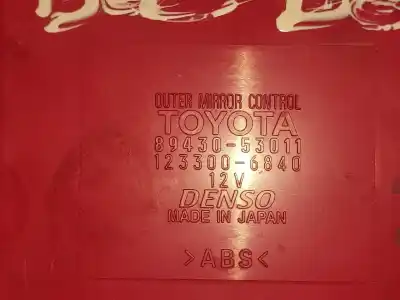 OUTER MIRROR CONTROL
TOYOTA
89430-53011
123300-6840
12V
DENSO
MADE IN JAPAN
>ABS<